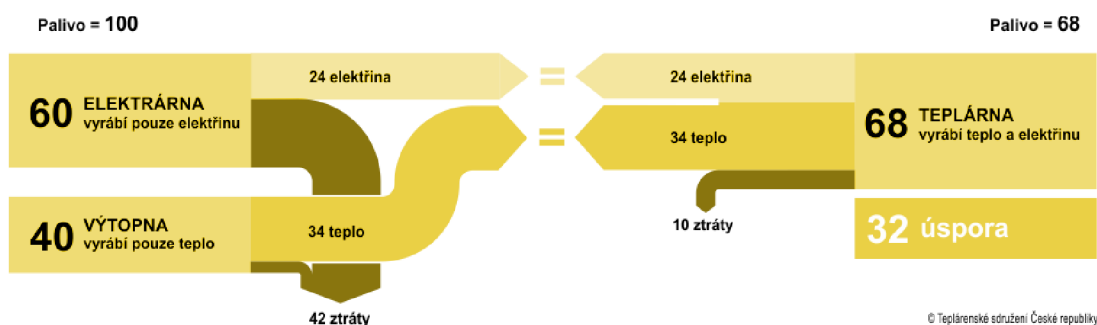 Palivo = 100
Palivo = 68
60 ELEKTRÁRNA
vyrábí pouze elektřinu
24 elektřina
=
24 elektřina
68 TEPLÁRNA
vyrábí teplo a elektřinu
=
34 teplo
40 VÝTOPNA
vyrábí pouze teplo
34 teplo
10 ztráty
32 úspora
42 ztráty
© Teplárenské sdružení České republiky